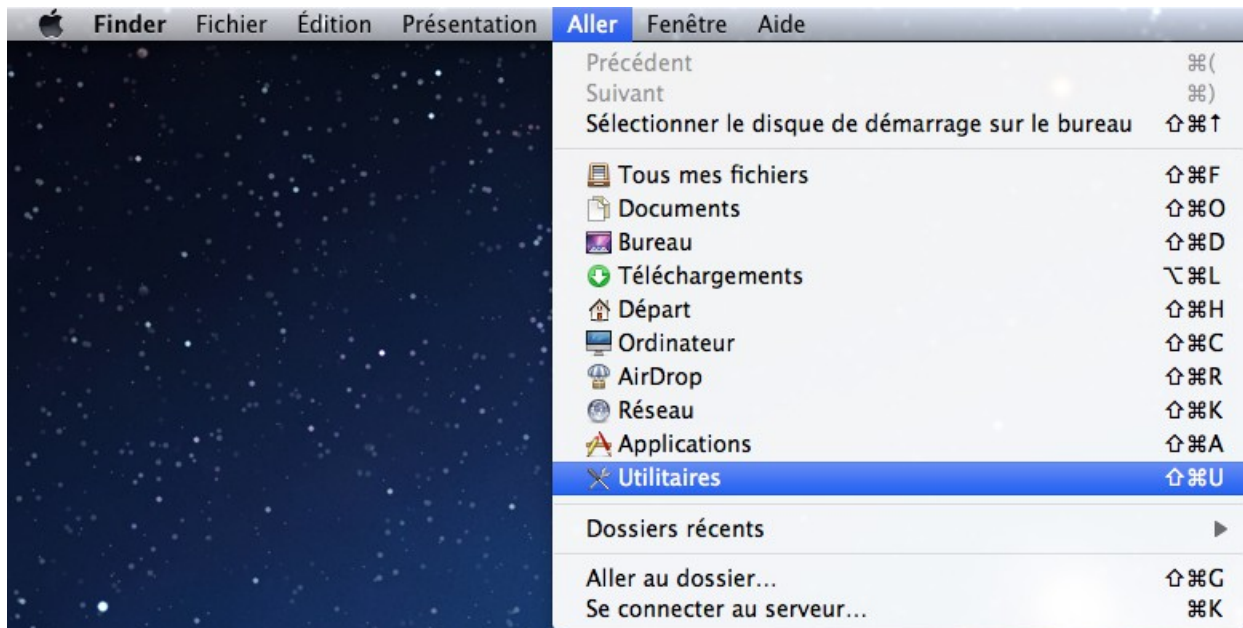 Finder Fichier Édition Présentation Aller Fenêtre Aide
Précédent ⌘(
Suivant ⌘)
Sélectionner le disque de démarrage sur le bureau ⇧⌘↑
Tous mes fichiers ⇧⌘F
Documents ⇧⌘O
Bureau ⇧⌘D
Téléchargements ⌥⌘L
Départ ⇧⌘H
Ordinateur ⇧⌘C
AirDrop ⇧⌘R
Réseau ⇧⌘K
Applications ⇧⌘A
Utilitaires ⇧⌘U
Dossiers récents
Aller au dossier... ⇧⌘G
Se connecter au serveur... ⌘K